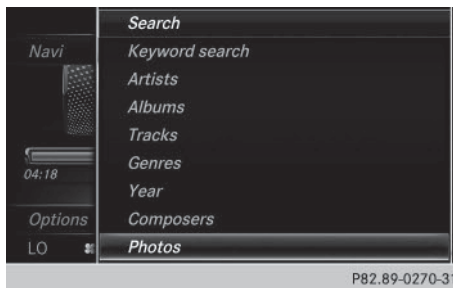 Search
Navi
Keyword search
Artists
Albums
Tracks
04:18
Genres
Year
Options
Composers
LO
Photos
P82.89-0270-31